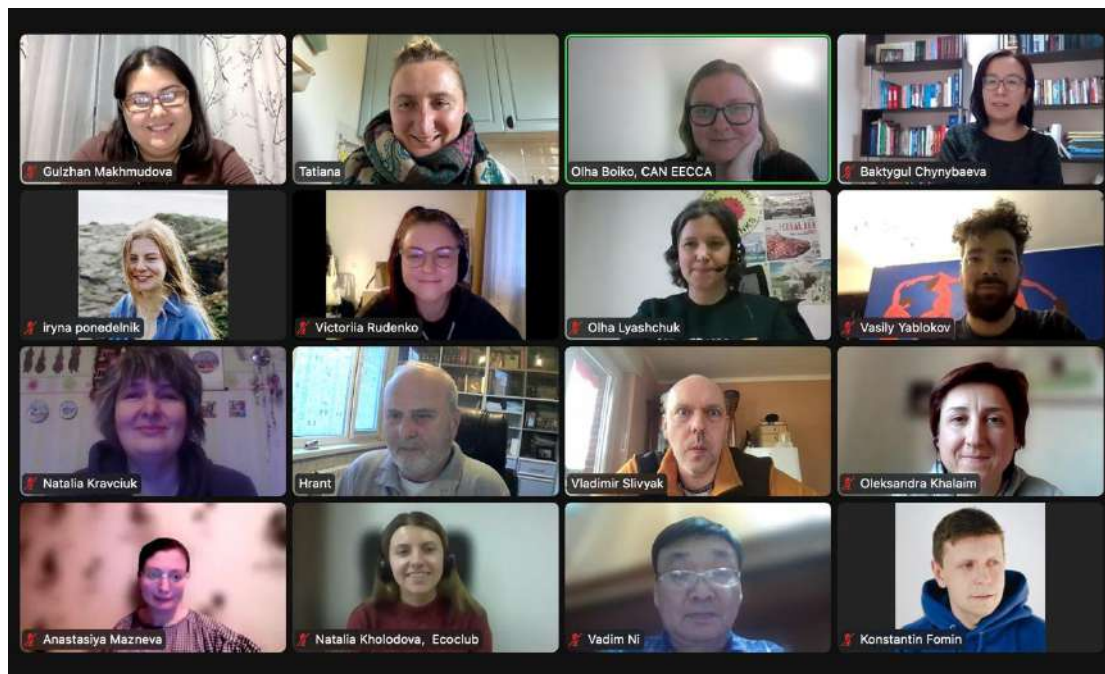 Gulzhan Makhmudova
Tatiana
Olha Boiko, CAN EECCA
Baktygul Chynybaeva
iryna ponedelnik
Victoriia Rudenko
Olha Lyashchuk
Vasily Yablokov
Natalia Kravciuk
Hrant
Vladimir Slivyak
Oleksandra Khalaim
Anastasiya Mazneva
Natalia Kholodova, Ecoclub
Vadim Ni
Konstantin Fomin